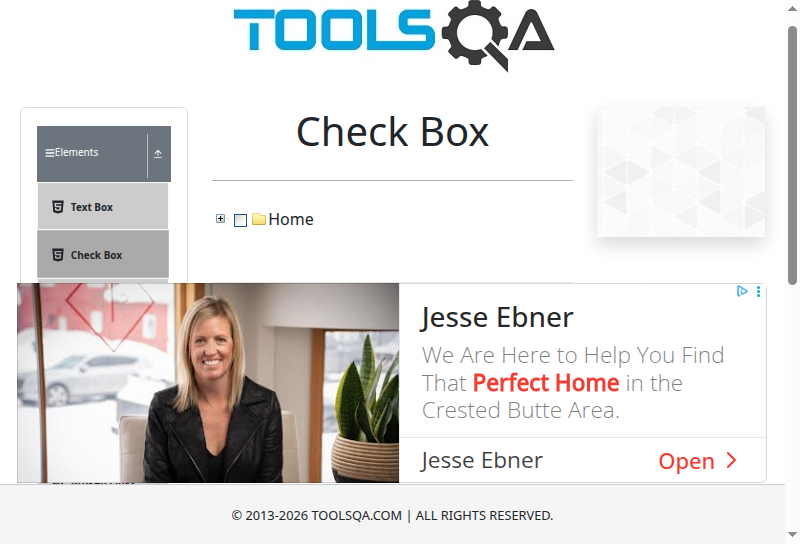 TOOLSQA
Check Box
Elements
Text Box
Check Box
Home
Jesse Ebner
We Are Here to Help You Find
That Perfect Home in the
Crested Butte Area.
Jesse Ebner
Open
© 2013-2026 TOOLSQA.COM | ALL RIGHTS RESERVED.